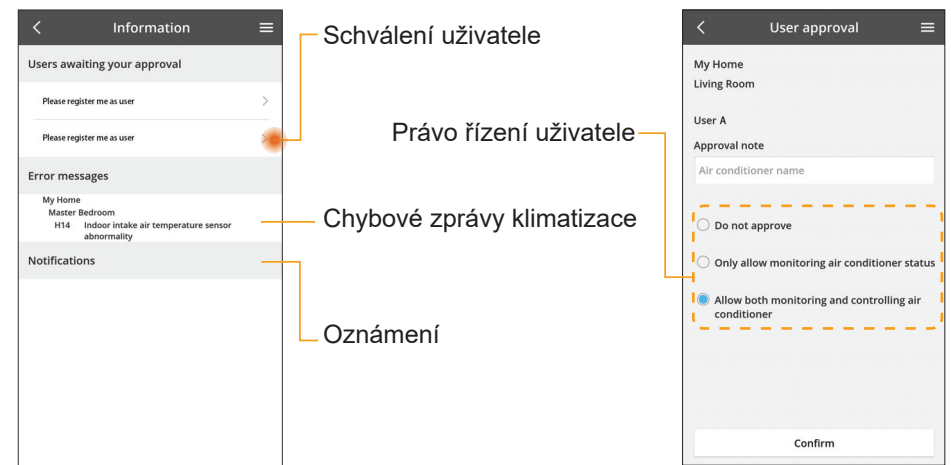 Information
Users awaiting your approval
Please register me as user
Please register me as user
Error messages
My Home
Master Bedroom
H14 Indoor intake air temperature sensor
abnormality
Notifications
Schválení uživatele
Právo řízení uživatele
Chybové zprávy klimatizace
Oznámení
User approval
My Home
Living Room
User A
Approval note
Air conditioner name
Do not approve
Only allow monitoring air conditioner status
Allow both monitoring and controlling air
conditioner
Confirm